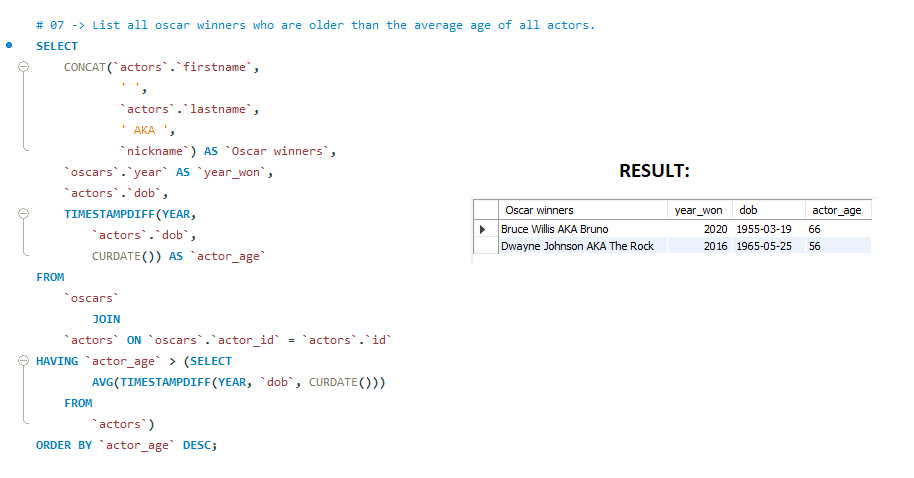 # 07 -> List all oscar winners who are older than the average age of all actors.
SELECT
CONCAT(`actors`.`firstname`,
' ',
`actors`.`lastname`,
' AKA ',
`nickname`) AS `Oscar winners`,
`oscars`.`year` AS `year_won`,
`actors`.`dob`,
TIMESTAMPDIFF(YEAR,
`actors`.`dob`,
CURDATE()) AS `actor_age`
FROM
`oscars`
JOIN
`actors` ON `oscars`.`actor_id` = `actors`.`id`
HAVING `actor_age` > (SELECT
AVG(TIMESTAMPDIFF(YEAR, `dob`, CURDATE()))
FROM
`actors`)
ORDER BY `actor_age` DESC;
RESULT:
Oscar winners year_won dob actor_age
Bruce Willis AKA Bruno 2020 1955-03-19 66
Dwayne Johnson AKA The Rock 2016 1965-05-25 56